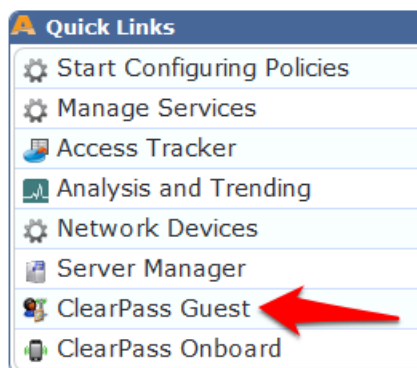 Quick Links
Start Configuring Policies
Manage Services
Access Tracker
Analysis and Trending
Network Devices
Server Manager
ClearPass Guest
ClearPass Onboard